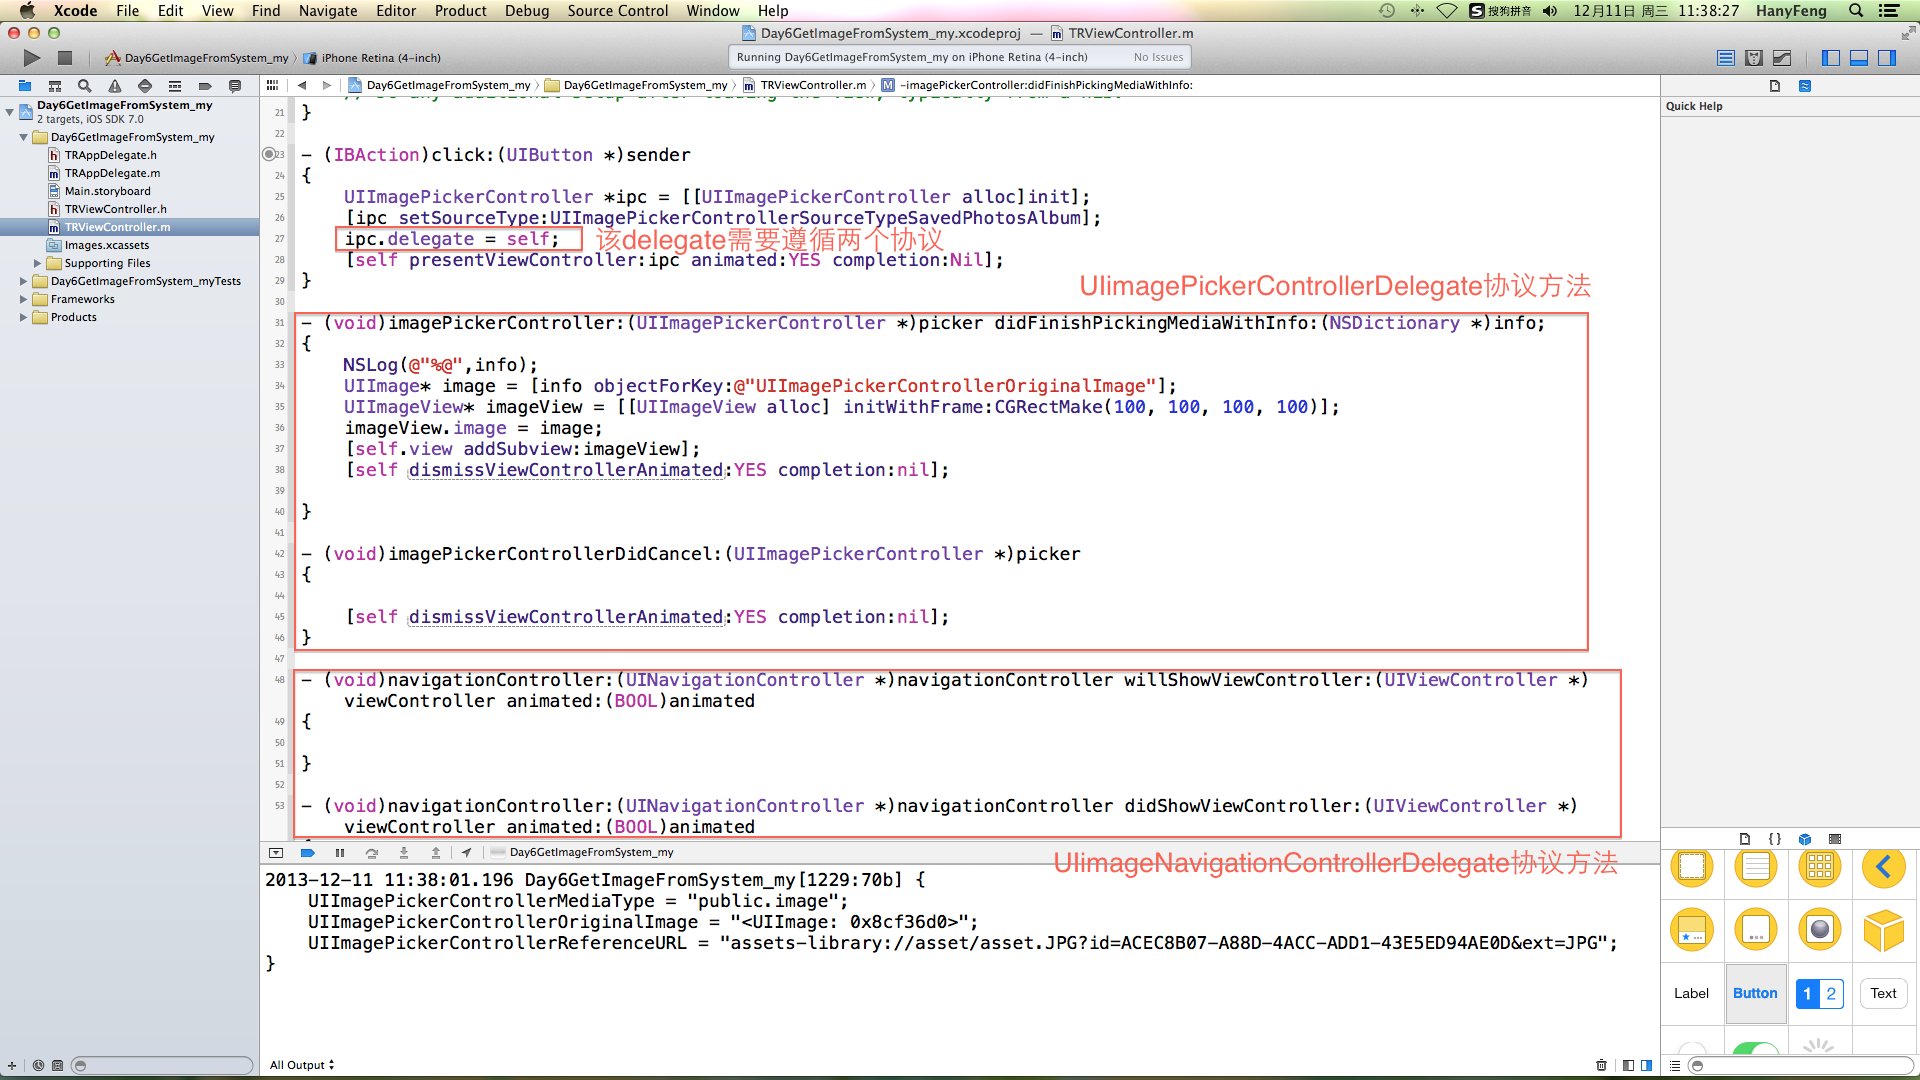 Xcode File Edit View Find Navigate Editor Product Debug Source Control Window Help
搜狗拼音 12月11日 周三 11:38:27 HanyFeng
Day6GetImageFromSystem_my.xcodeproj — TRViewController.m
Day6GetImageFromSystem_my iPhone Retina (4-inch)
Running Day6GetImageFromSystem_my on iPhone Retina (4-inch) No Issues
Day6GetImageFromSystem_my Day6GetImageFromSystem_my TRViewController.m -imagePickerController:didFinishPickingMediaWithInfo:
Day6GetImageFromSystem_my
2 targets, iOS SDK 7.0
Day6GetImageFromSystem_my
TRAppDelegate.h
TRAppDelegate.m
Main.storyboard
TRViewController.h
TRViewController.m
Images.xcassets
Supporting Files
Day6GetImageFromSystem_myTests
Frameworks
Products
21 }
22
23 - (IBAction)click:(UIButton *)sender
24 {
25 UIImagePickerController *ipc = [[UIImagePickerController alloc]init];
26 [ipc setSourceType:UIImagePickerControllerSourceTypeSavedPhotosAlbum];
27 ipc.delegate = self; 该delegate需要遵循两个协议
28 [self presentViewController:ipc animated:YES completion:Nil];
29 }
UIimagePickerControllerDelegate协议方法
30
31 - (void)imagePickerController:(UIImagePickerController *)picker didFinishPickingMediaWithInfo:(NSDictionary *)info;
32 {
33 NSLog(@"%@",info);
34 UIImage* image = [info objectForKey:@"UIImagePickerControllerOriginalImage"];
35 UIImageView* imageView = [[UIImageView alloc] initWithFrame:CGRectMake(100, 100, 100, 100)];
36 imageView.image = image;
37 [self.view addSubview:imageView];
38 [self dismissViewControllerAnimated:YES completion:nil];
39
40 }
41
42 - (void)imagePickerControllerDidCancel:(UIImagePickerController *)picker
43 {
44
45 [self dismissViewControllerAnimated:YES completion:nil];
46 }
47
48 - (void)navigationController:(UINavigationController *)navigationController willShowViewController:(UIViewController *)
viewController animated:(BOOL)animated
49 {
50
51 }
52
53 - (void)navigationController:(UINavigationController *)navigationController didShowViewController:(UIViewController *)
viewController animated:(BOOL)animated
Day6GetImageFromSystem_my
UIimageNavigationControllerDelegate协议方法
2013-12-11 11:38:01.196 Day6GetImageFromSystem_my[1229:70b] {
UIImagePickerControllerMediaType = "public.image";
UIImagePickerControllerOriginalImage = "<UIImage: 0x8cf36d0>";
UIImagePickerControllerReferenceURL = "assets-library://asset/asset.JPG?id=ACEC8B07-A88D-4ACC-ADD1-43E5ED94AE0D&ext=JPG";
}
All Output
Quick Help
Label Button 1 2 Text